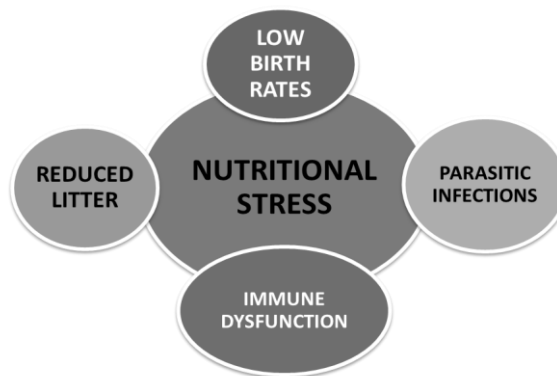 LOW
BIRTH
RATES
REDUCED
LITTER
NUTRITIONAL
STRESS
PARASITIC
INFECTIONS
IMMUNE
DYSFUNCTION